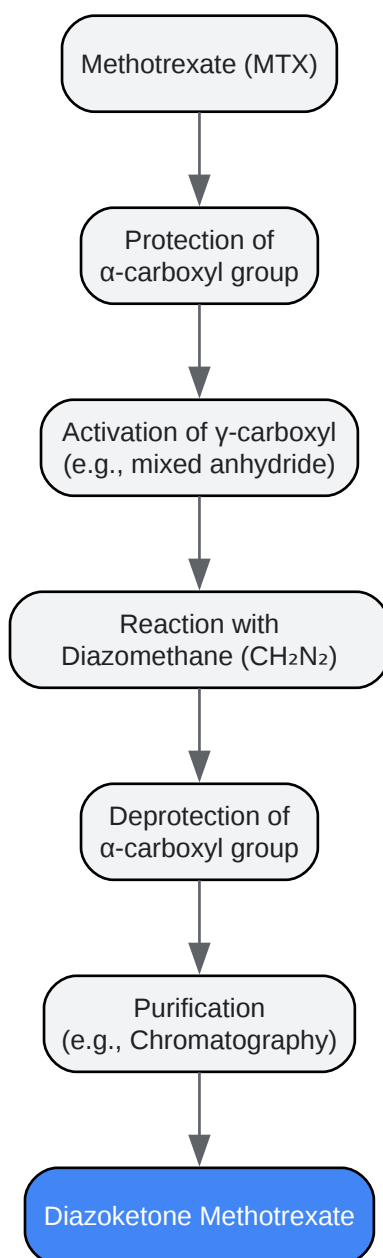 Methotrexate (MTX)
Protection of
α-carboxyl group
Activation of γ-carboxyl
(e.g., mixed anhydride)
Reaction with
Diazomethane (CH₂N₂)
Deprotection of
α-carboxyl group
Purification
(e.g., Chromatography)
Diazoketone Methotrexate